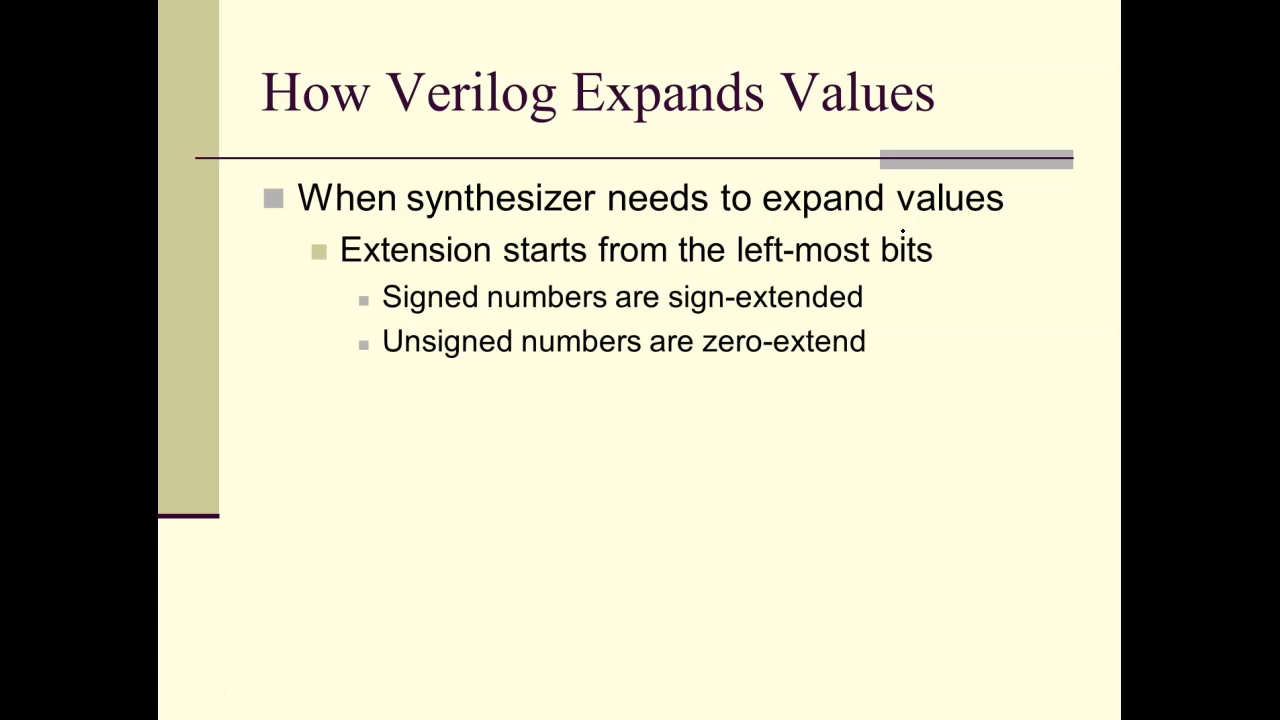 How Verilog Expands Values
When synthesizer needs to expand values
Extension starts from the left-most bits
Signed numbers are sign-extended
Unsigned numbers are zero-extend